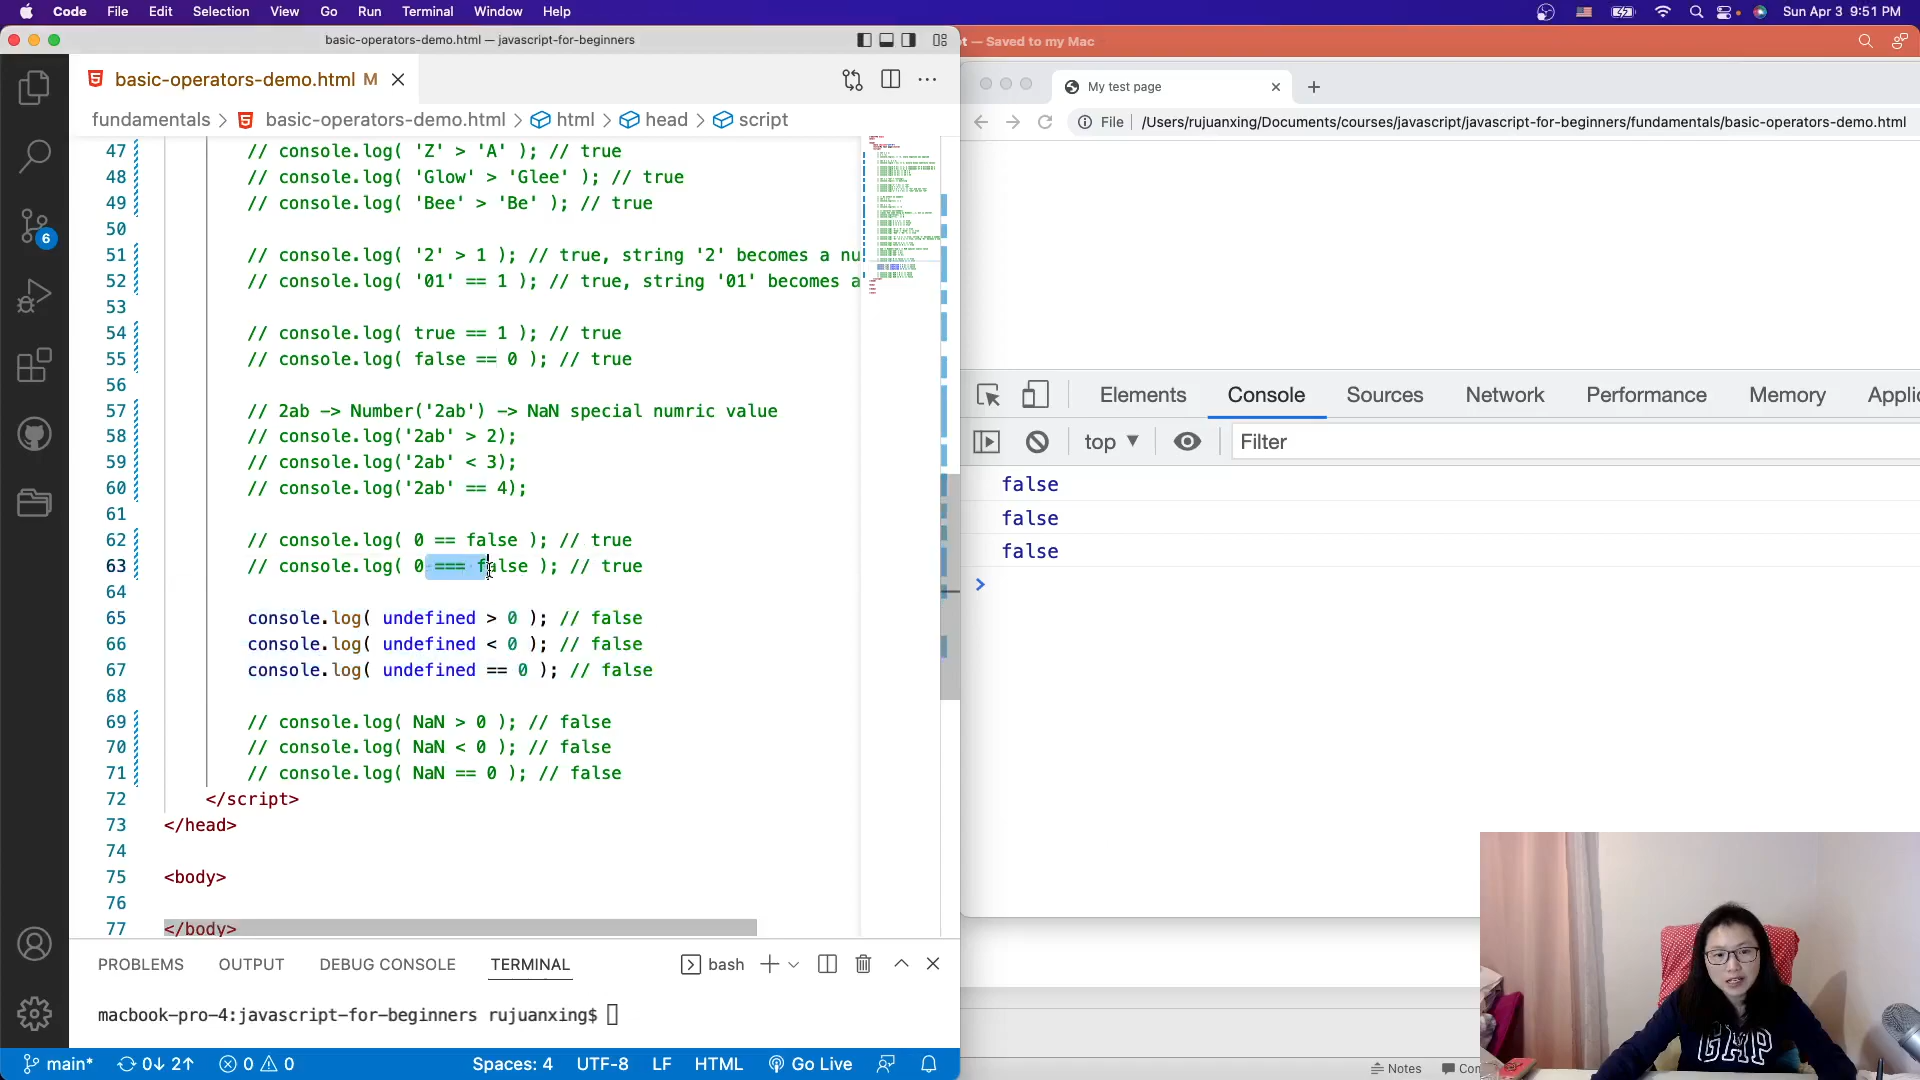 Code File Edit Selection View Go Run Terminal Window Help
Sun Apr 3 9:51 PM
basic-operators-demo.html — javascript-for-beginners
— Saved to my Mac
basic-operators-demo.html M
My test page
fundamentals > basic-operators-demo.html > html > head > script
File /Users/rujuanxing/Documents/courses/javascript/javascript-for-beginners/fundamentals/basic-operators-demo.html
47 // console.log( 'Z' > 'A' ); // true
48 // console.log( 'Glow' > 'Glee' ); // true
49 // console.log( 'Bee' > 'Be' ); // true
50
51 // console.log( '2' > 1 ); // true, string '2' becomes a nu
52 // console.log( '01' == 1 ); // true, string '01' becomes a
53
54 // console.log( true == 1 ); // true
55 // console.log( false == 0 ); // true
56
57 // 2ab -> Number('2ab') -> NaN special numric value
58 // console.log('2ab' > 2);
59 // console.log('2ab' < 3);
60 // console.log('2ab' == 4);
61
62 // console.log( 0 == false ); // true
63 // console.log( 0 === false ); // true
64
65 console.log( undefined > 0 ); // false
66 console.log( undefined < 0 ); // false
67 console.log( undefined == 0 ); // false
68
69 // console.log( NaN > 0 ); // false
70 // console.log( NaN < 0 ); // false
71 // console.log( NaN == 0 ); // false
72 </script>
73 </head>
74
75 <body>
76
77 </body>
6
Elements Console Sources Network Performance Memory Appli
top Filter
false
false
false
>
PROBLEMS OUTPUT DEBUG CONSOLE TERMINAL bash
macbook-pro-4:javascript-for-beginners rujuanxing$
main* 0↓ 2↑ 0 0 Spaces: 4 UTF-8 LF HTML Go Live
Notes Com
GAP